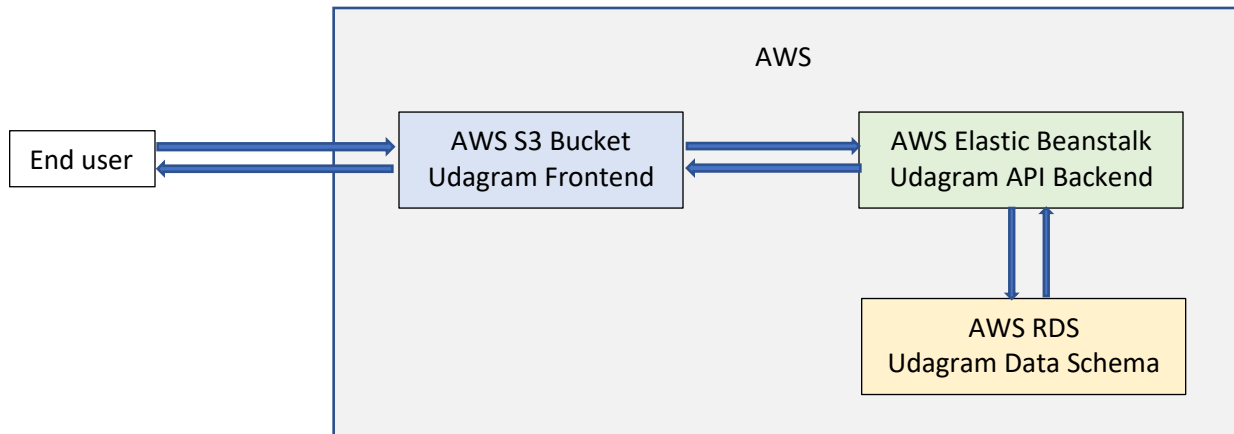 AWS
End user
AWS S3 Bucket
Udagram Frontend
AWS Elastic Beanstalk
Udagram API Backend
AWS RDS
Udagram Data Schema